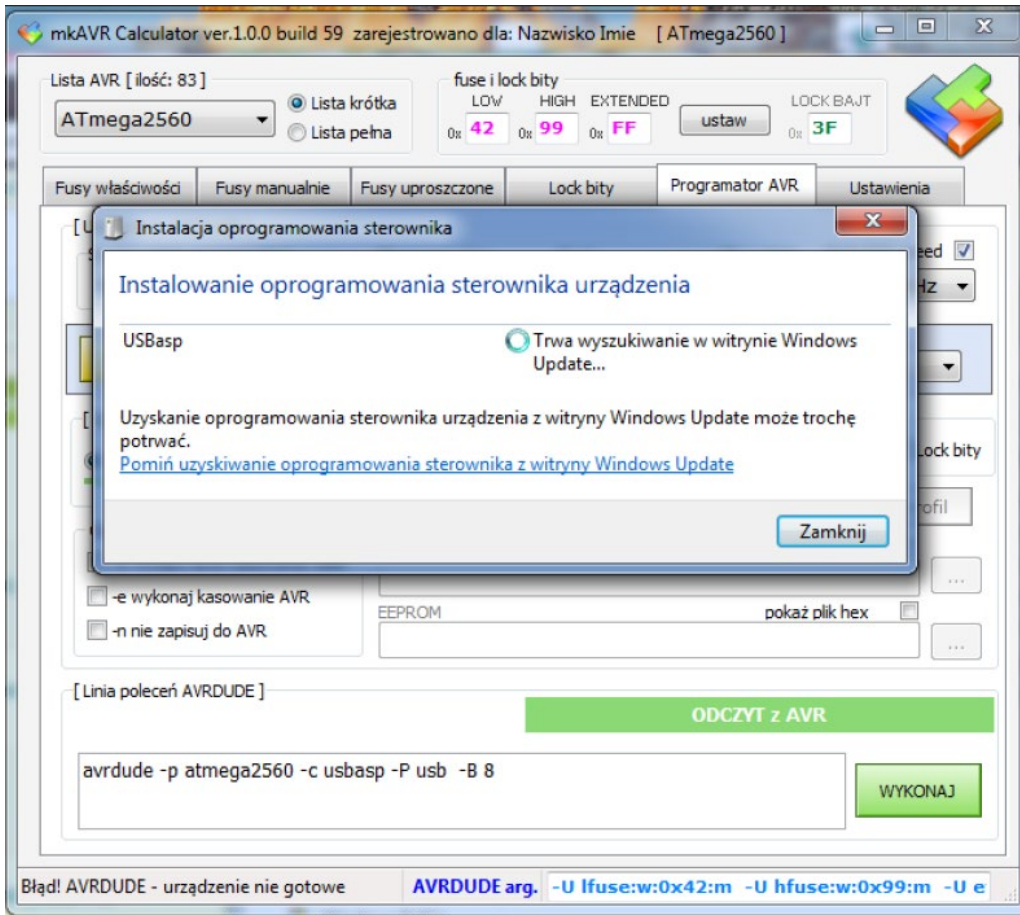 mkAVR Calculator ver.1.0.0 build 59 zarejestrowano dla: Nazwisko Imie [ ATmega2560 ]
Lista AVR [ ilość: 83 ]
ATmega2560
Lista krótka
Lista pełna
fuse i lock bity
LOW HIGH EXTENDED
0x 42 0x 99 0x FF
ustaw
LOCK BAJT
0x 3F
Fusy właściwości Fusy manualnie Fusy uproszczone Lock bity Programator AVR Ustawienia
Instalacja oprogramowania sterownika
Instalowanie oprogramowania sterownika urządzenia
USBasp
Trwa wyszukiwanie w witrynie Windows
Update...
Uzyskanie oprogramowania sterownika urządzenia z witryny Windows Update może trochę
potrwać.
Pomiń uzyskiwanie oprogramowania sterownika z witryny Windows Update
Zamknij
eed
Hz
Lock bity
ofil
...
-e wykonaj kasowanie AVR
-n nie zapisuj do AVR
EEPROM
pokaż plik hex
...
[ Linia poleceń AVRDUDE ]
ODCZYT z AVR
avrdude -p atmega2560 -c usbasp -P usb -B 8
WYKONAJ
Błąd! AVRDUDE - urządzenie nie gotowe
AVRDUDE arg.
-U lfuse:w:0x42:m -U hfuse:w:0x99:m -U e